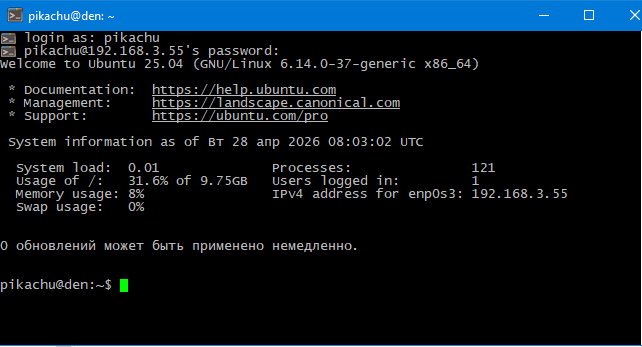 pikachu@den: ~
login as: pikachu
pikachu@192.168.3.55's password:
Welcome to Ubuntu 25.04 (GNU/Linux 6.14.0-37-generic x86_64)
* Documentation:  https://help.ubuntu.com
* Management:     https://landscape.canonical.com
* Support:        https://ubuntu.com/pro
System information as of Вт 28 апр 2026 08:03:02 UTC
System load:  0.01              Processes:               121
Usage of /:   31.6% of 9.75GB   Users logged in:         1
Memory usage: 8%                IPv4 address for enp0s3: 192.168.3.55
Swap usage:   0%
0 обновлений может быть применено немедленно.
pikachu@den:~$